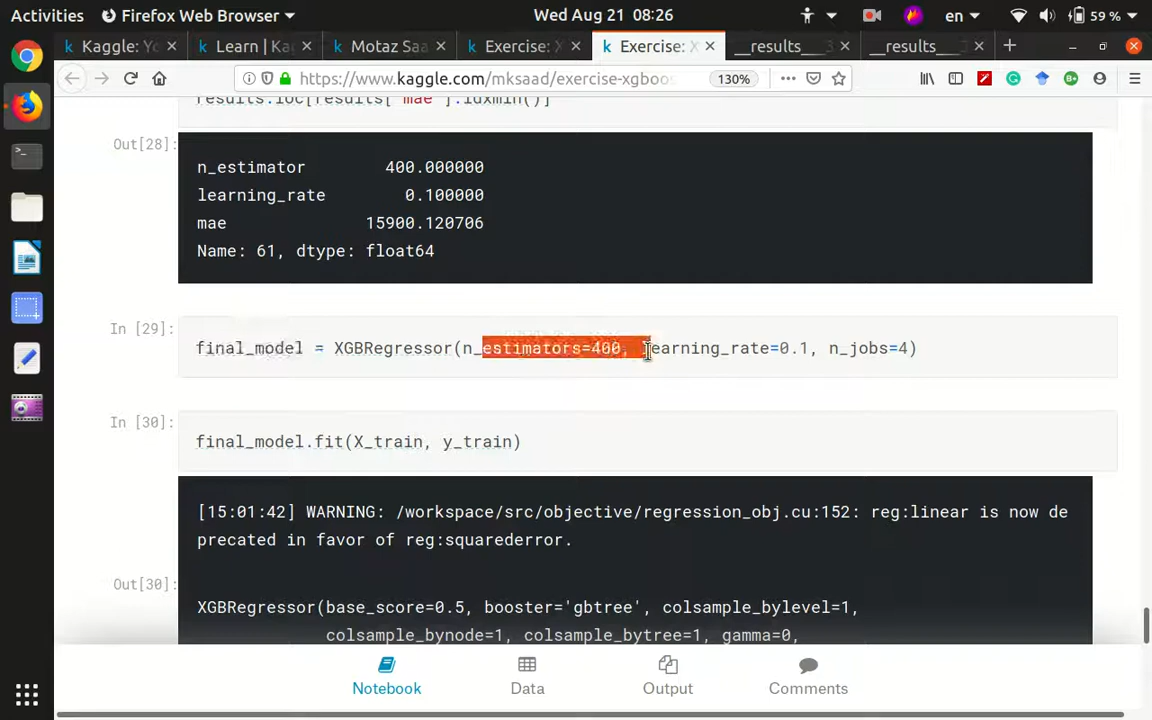 Activities Firefox Web Browser Wed Aug 21 08:26 en 59 %
Kaggle: Yo Learn | Ka Motaz Saa Exercise: X Exercise: X __results___3 __results___
https://www.kaggle.com/mksaad/exercise-xgboos 130%
results.loc[results['mae'].idxmin()]
Out[28]:
n_estimator 400.000000
learning_rate 0.100000
mae 15900.120706
Name: 61, dtype: float64
In [29]:
final_model = XGBRegressor(n_estimators=400, learning_rate=0.1, n_jobs=4)
In [30]:
final_model.fit(X_train, y_train)
[15:01:42] WARNING: /workspace/src/objective/regression_obj.cu:152: reg:linear is now de
precated in favor of reg:squarederror.
Out[30]:
XGBRegressor(base_score=0.5, booster='gbtree', colsample_bylevel=1,
colsample_bynode=1, colsample_bytree=1, gamma=0,
Notebook Data Output Comments